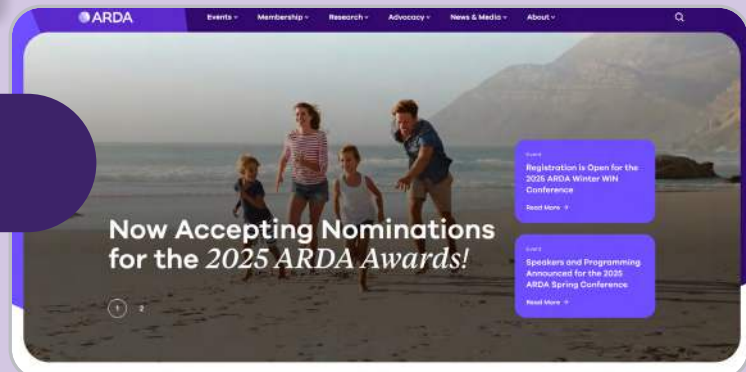 ARDA
Events
Membership
Research
Advocacy
News & Media
About
Now Accepting Nominations
for the 2025 ARDA Awards!
1
2
Event
Registration is Open for the
2025 ARDA Winter WIN
Conference
Read More →
Event
Speakers and Programming
Announced for the 2025
ARDA Spring Conference
Read More →